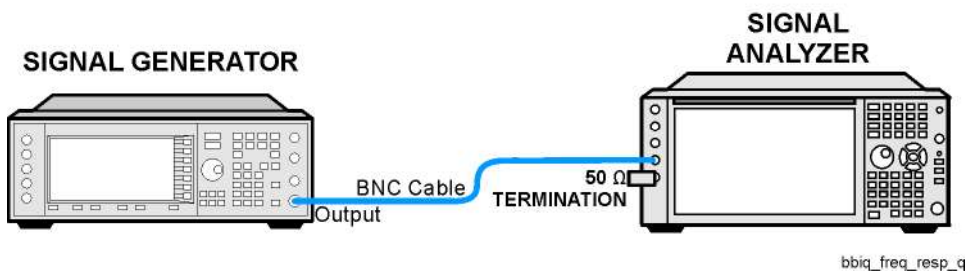 SIGNAL
ANALYZER
SIGNAL GENERATOR
BNC Cable
50 Ω
TERMINATION
Output
bbiq_freq_resp_q